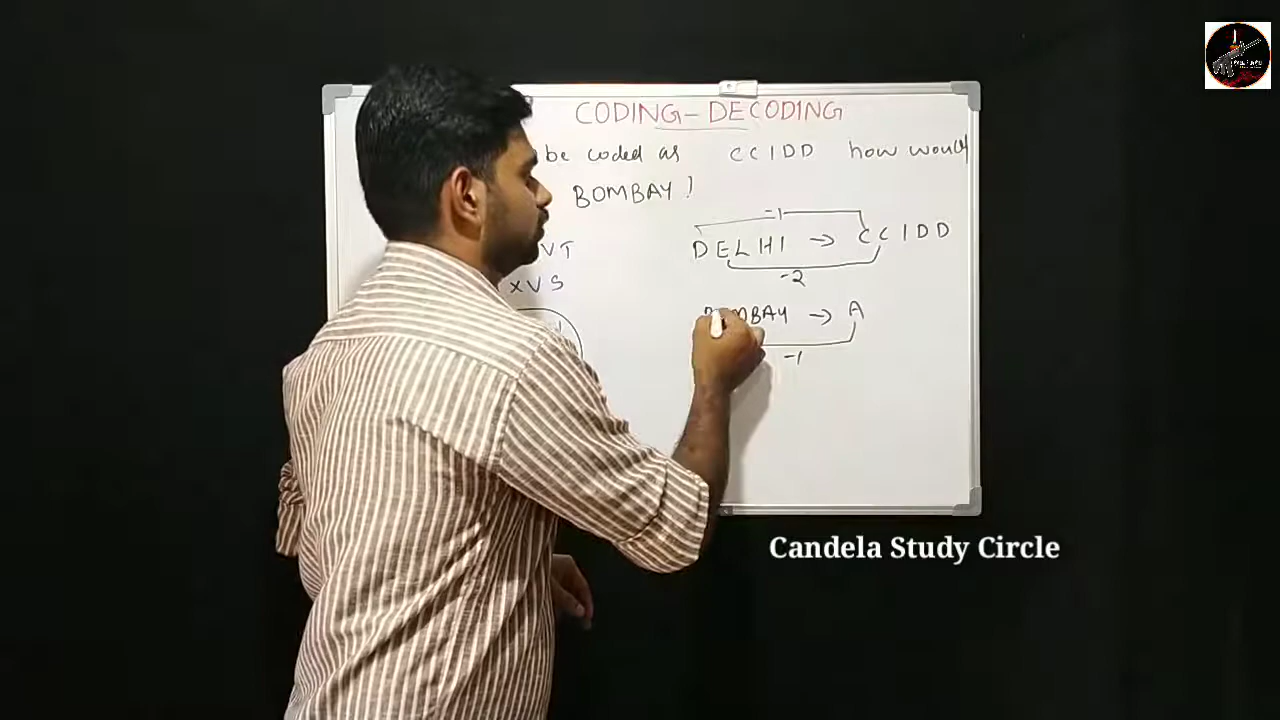 CODING-DECODING
be coded as CCIDD how would
BOMBAY?
VT
XVS
-1
DELHI → CCIDD
-2
BOMBAY → A
-1
Candela Study Circle